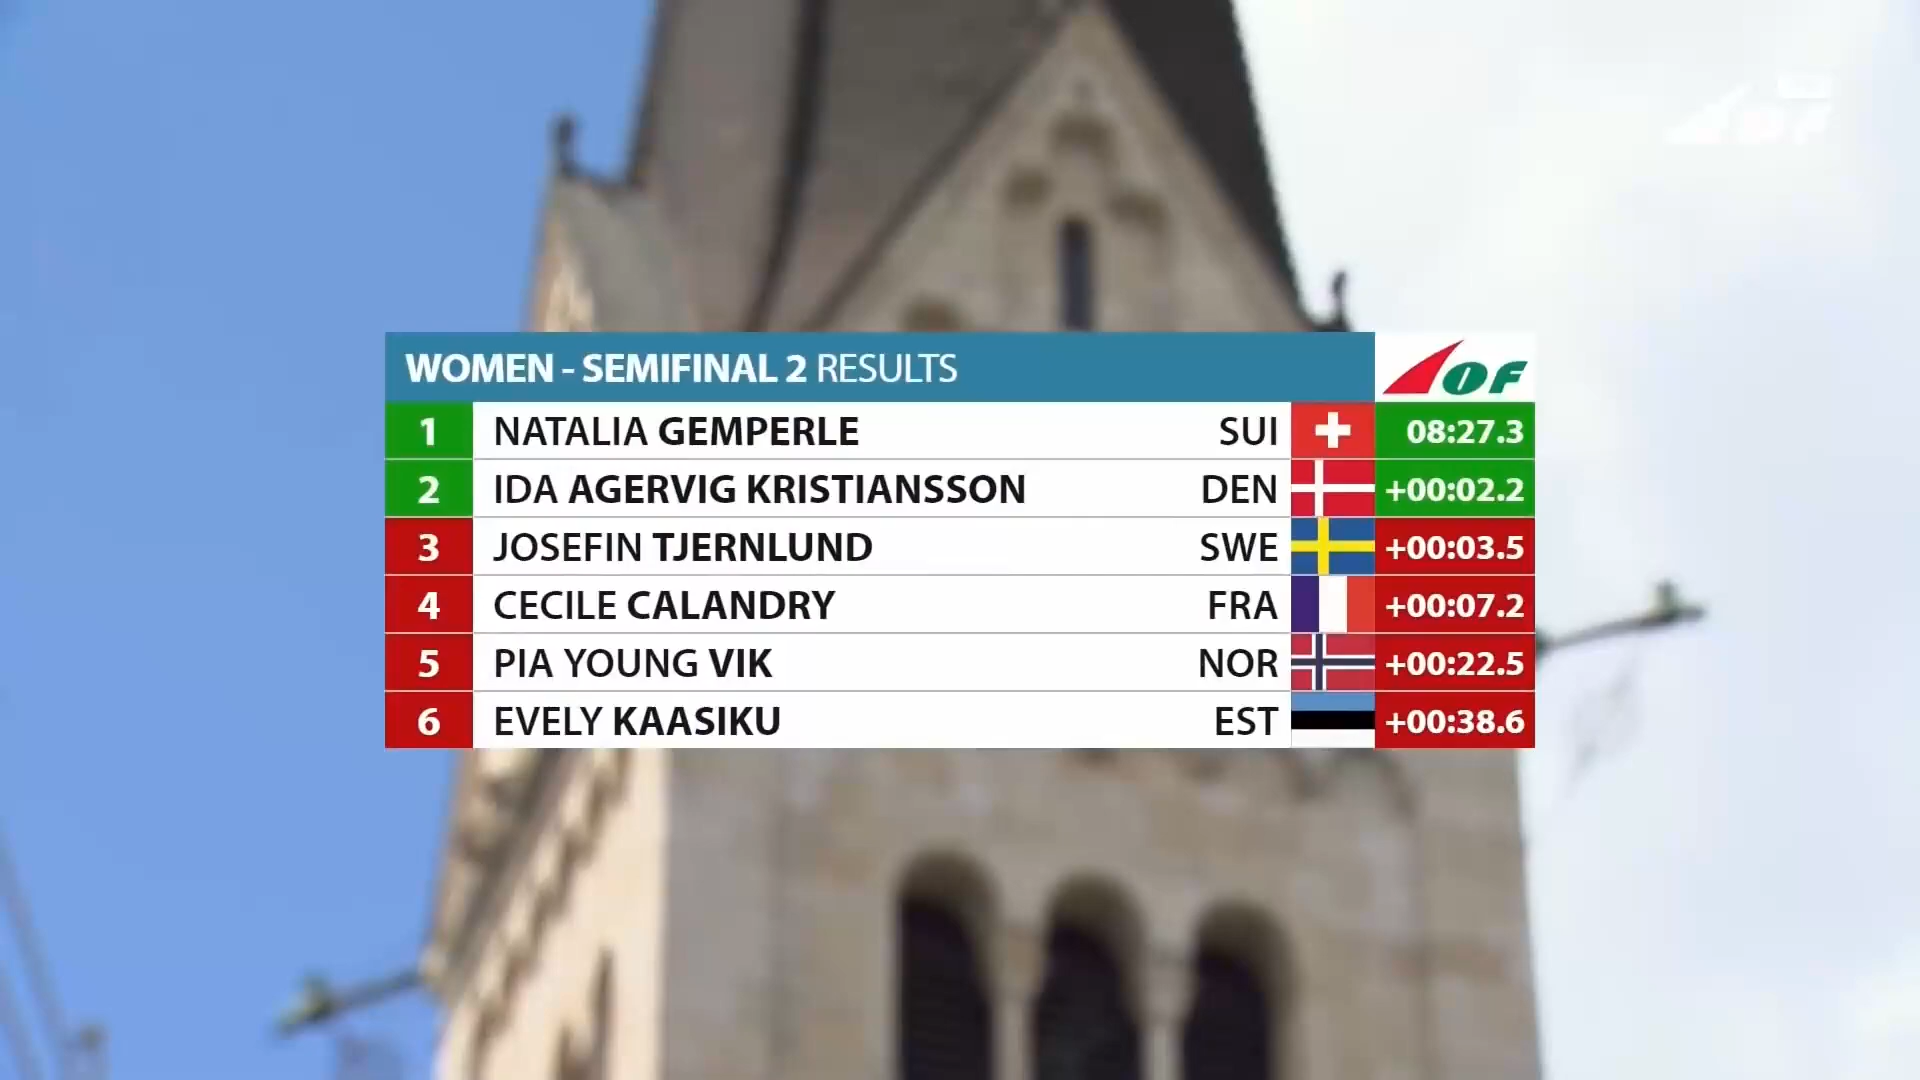 WOMEN - SEMIFINAL 2 RESULTS
IOF
1 NATALIA GEMPERLE SUI 08:27.3
2 IDA AGERVIG KRISTIANSSON DEN +00:02.2
3 JOSEFIN TJERNLUND SWE +00:03.5
4 CECILE CALANDRY FRA +00:07.2
5 PIA YOUNG VIK NOR +00:22.5
6 EVELY KAASIKU EST +00:38.6